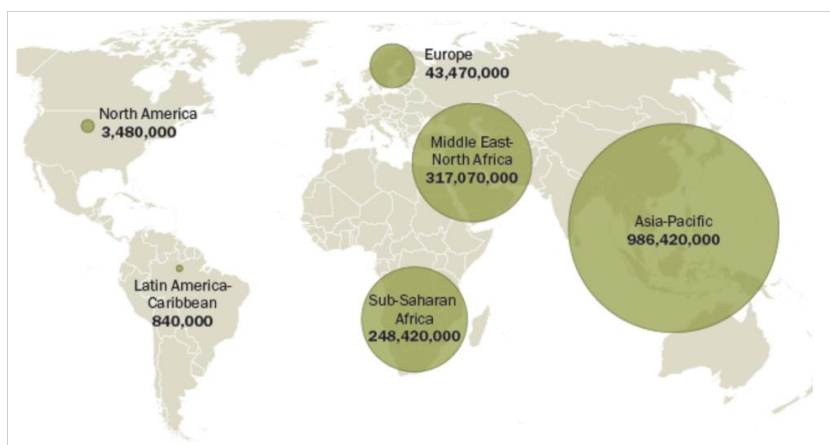 Europe
43,470,000
North America
3,480,000
Middle East-
North Africa
317,070,000
Asia-Pacific
986,420,000
Latin America-
Caribbean
840,000
Sub-Saharan
Africa
248,420,000